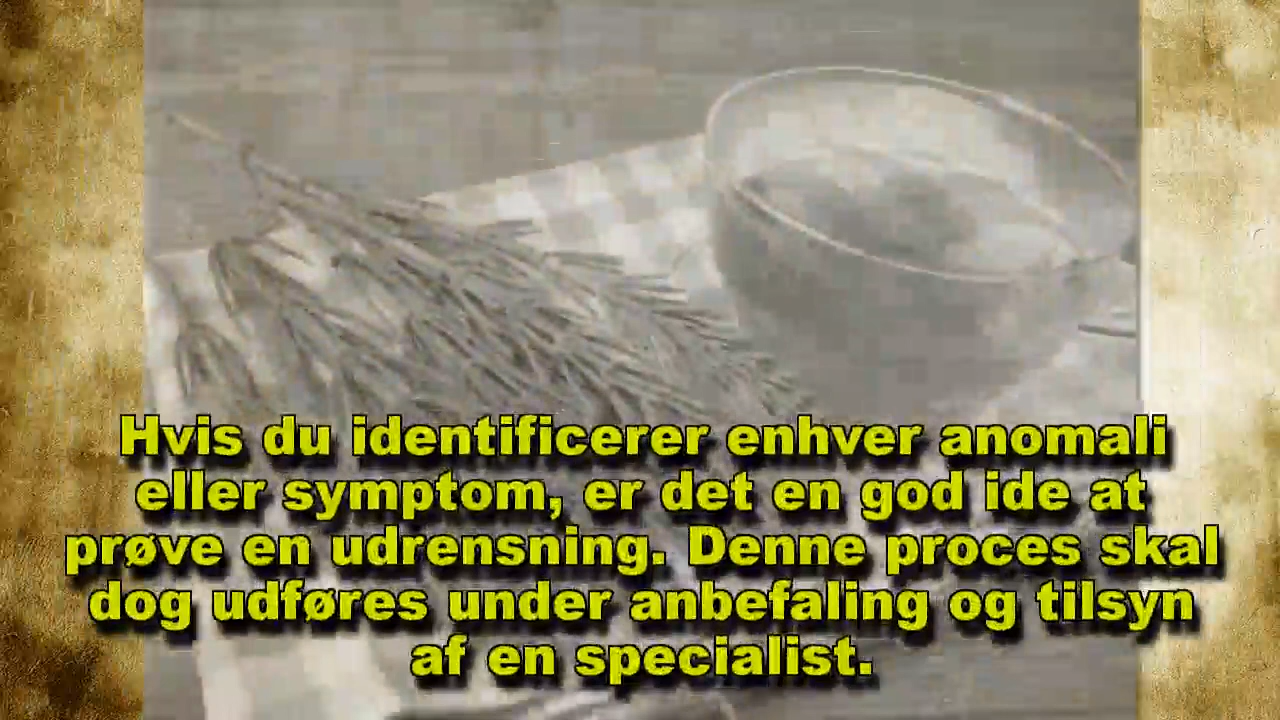 Hvis du identificerer enhver anomali
eller symptom, er det en god ide at
prøve en udrensning. Denne proces skal
dog udføres under anbefaling og tilsyn
af en specialist.